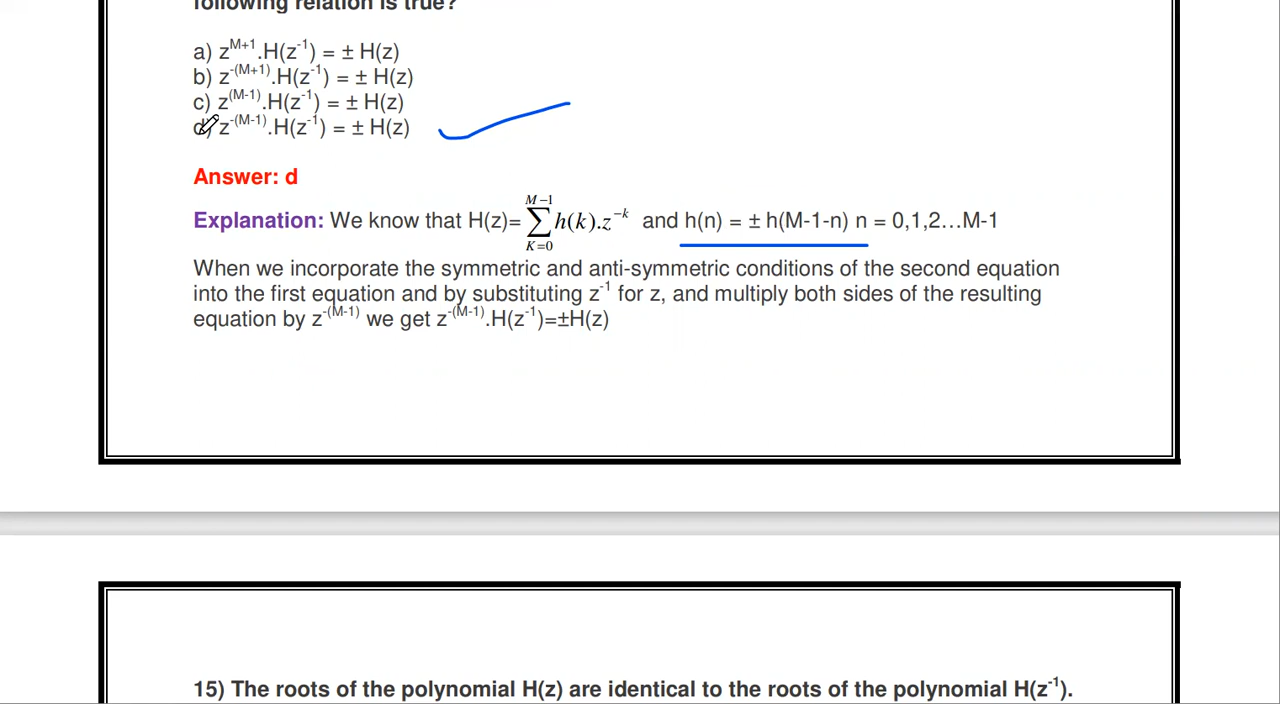 following relation is true?
a) z^M+1.H(z^-1) = ± H(z)
b) z^-(M+1).H(z^-1) = ± H(z)
c) z^(M-1).H(z^-1) = ± H(z)
d) z^-(M-1).H(z^-1) = ± H(z)
Answer: d
Explanation: We know that H(z)= ∑_{K=0}^{M−1} h(k).z^−k and h(n) = ± h(M-1-n) n = 0,1,2...M-1
When we incorporate the symmetric and anti-symmetric conditions of the second equation
into the first equation and by substituting z^-1 for z, and multiply both sides of the resulting
equation by z^-(M-1) we get z^-(M-1).H(z^-1)=±H(z)
15) The roots of the polynomial H(z) are identical to the roots of the polynomial H(z^-1).